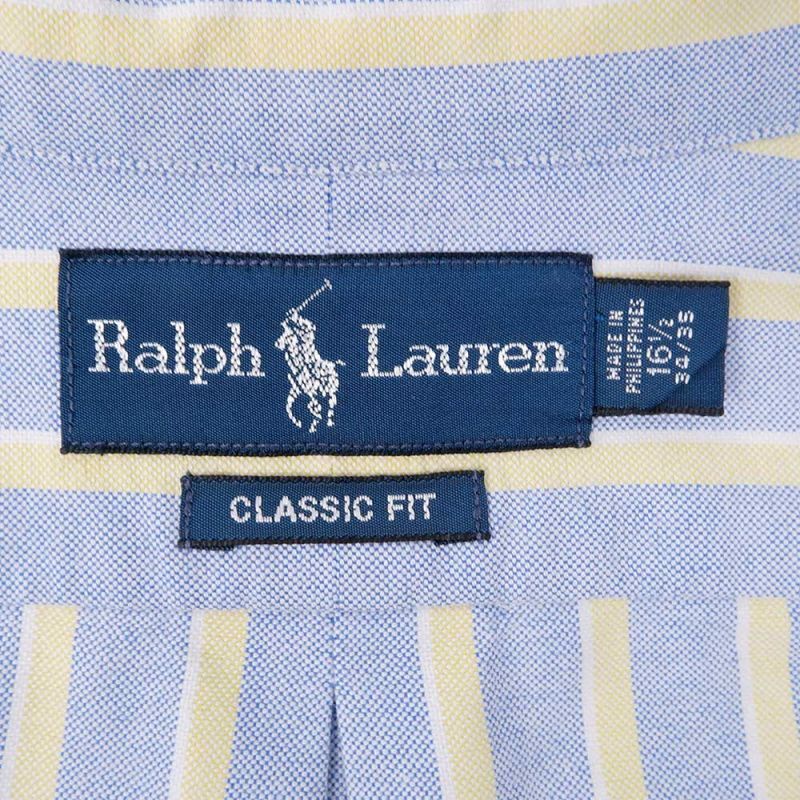 Ralph Lauren
MADE IN
PHILIPPINES
16½
34/35
CLASSIC FIT